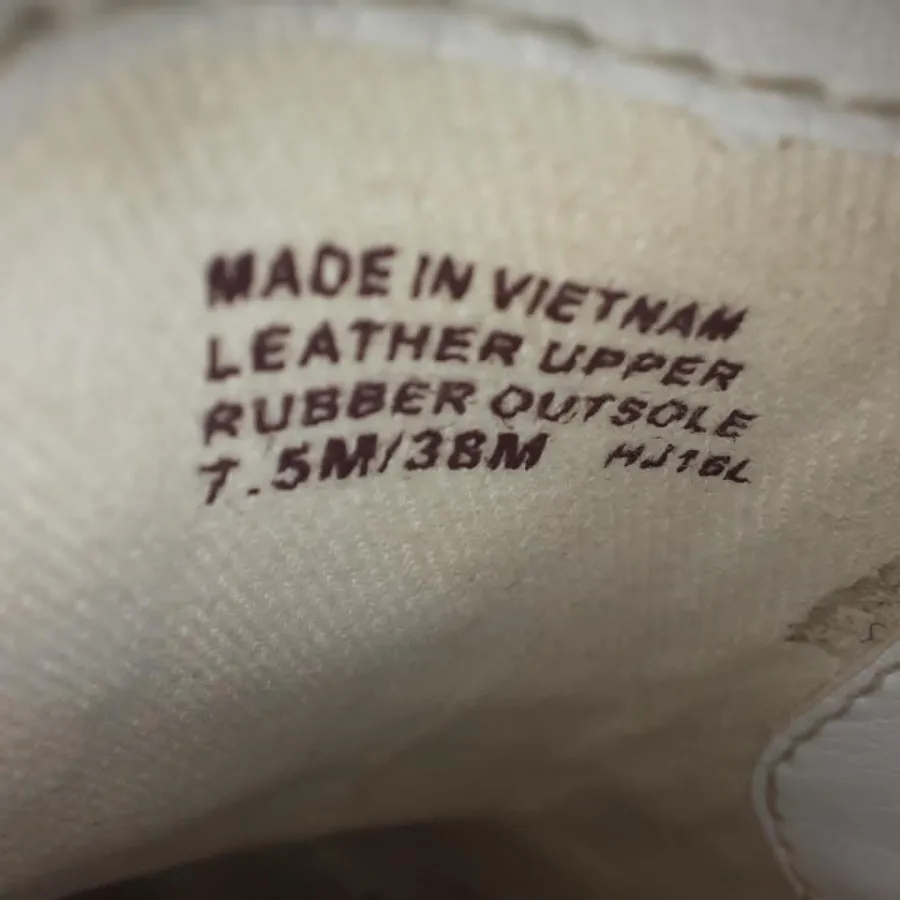 MADE IN VIETNAM
LEATHER UPPER
RUBBER OUTSOLE
7.5M/38M HJ16L